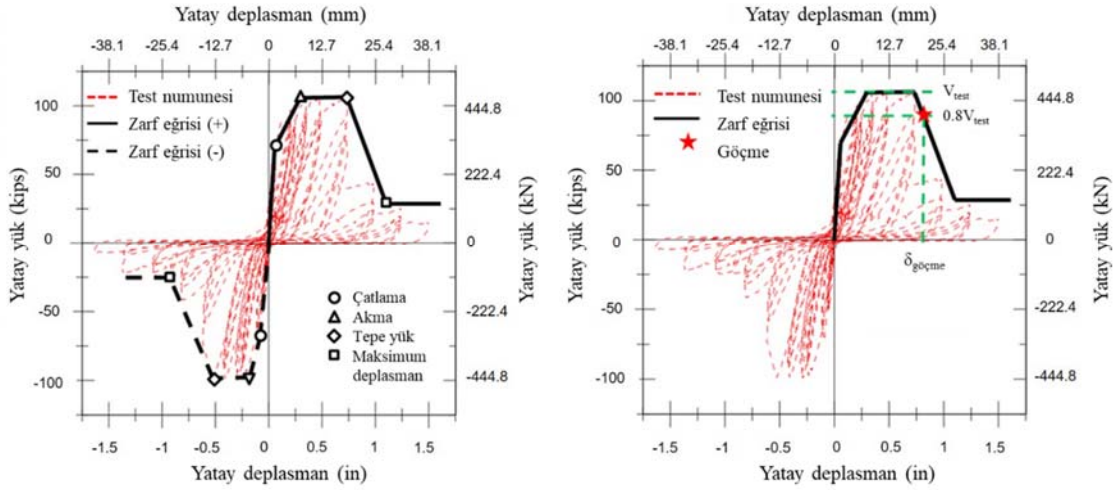 Yatay deplasman (mm)
-38.1 -25.4 -12.7 0 12.7 25.4 38.1
Test numunesi
Zarf eğrisi (+)
Zarf eğrisi (-)
Yatay yük (kips)
100
50
0
-50
-100
Yatay yük (kN)
444.8
222.4
0
-222.4
-444.8
Çatlama
Akma
Tepe yük
Maksimum
deplasman
-1.5 -1 -0.5 0 0.5 1 1.5
Yatay deplasman (in)
Yatay deplasman (mm)
-38.1 -25.4 -12.7 0 12.7 25.4 38.1
Test numunesi
Zarf eğrisi
Göçme
Vtest
0.8Vtest
δgöçme
Yatay yük (kips)
100
50
0
-50
-100
Yatay yük (kN)
444.8
222.4
0
-222.4
-444.8
-1.5 -1 -0.5 0 0.5 1 1.5
Yatay deplasman (in)